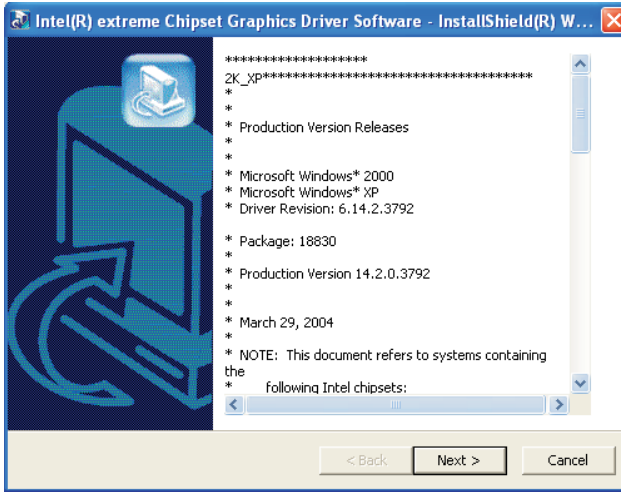 Intel(R) extreme Chipset Graphics Driver Software - InstallShield(R) W...
*******************
2K_XP************************************
*
*
* Production Version Releases
*
*
* Microsoft Windows* 2000
* Microsoft Windows* XP
* Driver Revision: 6.14.2.3792

* Package: 18830
*
* Production Version 14.2.0.3792
*
*
* March 29, 2004
*
* NOTE: This document refers to systems containing
the
* following Intel chipsets:
< Back
Next >
Cancel